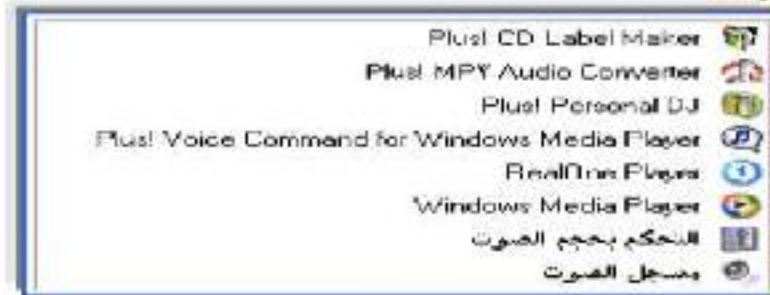 Plus! CD Label Maker
Plus! MP٣ Audio Converter
Plus! Personal DJ
Plus! Voice Command for Windows Media Player
RealOne Player
Windows Media Player
التحكم بحجم الصوت
مسجل الصوت